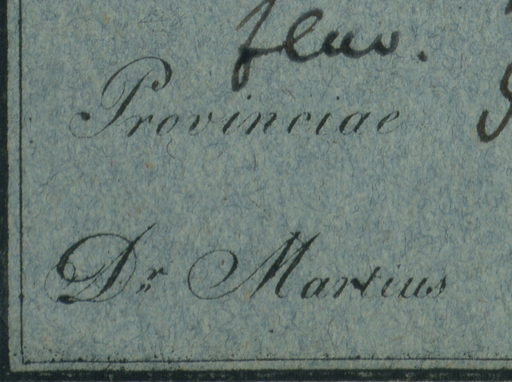 fluv.
Provinciae
Dr. Martius